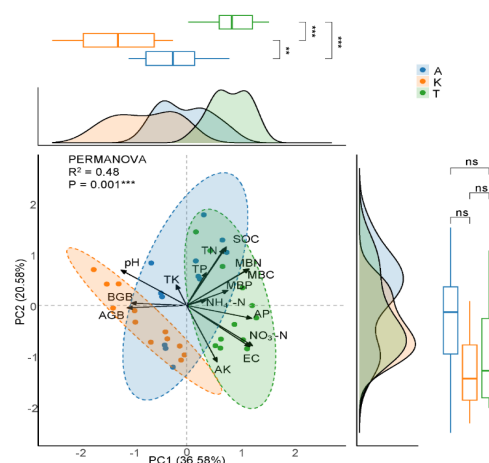 ***
***
**
A
K
T
PERMANOVA
R² = 0.48
P = 0.001***
ns
ns
ns
2
1
0
-1
-2
PC2 (20.58%)
pH
TK
TN
TP
SOC
MBN
MBC
MBP
BGB
AGB
NH₄⁺-N
AP
NO₃⁻-N
EC
AK
-2
-1
0
1
2
PC1 (36.58%)